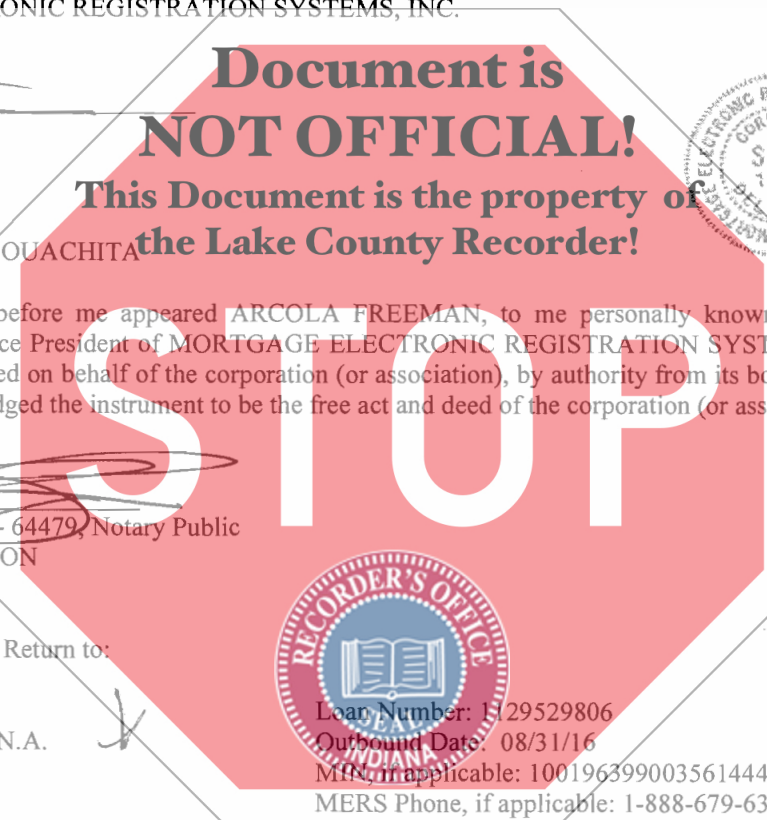 ONIC REGISTRATION SYSTEMS, INC.
Document is
NOT OFFICIAL!
This Document is the property of
the Lake County Recorder!
OUACHITA
before me appeared ARCOLA FREEMAN, to me personally known
ce President of MORTGAGE ELECTRONIC REGISTRATION SYST
ed on behalf of the corporation (or association), by authority from its bo
dged the instrument to be the free act and deed of the corporation (or ass
STOP
- 64479, Notary Public
ON
RECORDER'S OFFICE
SEAL
INDIANA
Return to:
N.A.
Loan Number: 1129529806
Outbound Date: 08/31/16
MIN, if applicable: 100196399003561444
MERS Phone, if applicable: 1-888-679-63